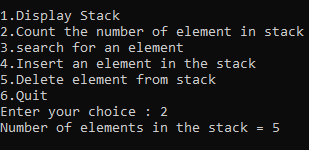 1.Display Stack
2.Count the number of element in stack
3.search for an element
4.Insert an element in the stack
5.Delete element from stack
6.Quit
Enter your choice : 2
Number of elements in the stack = 5